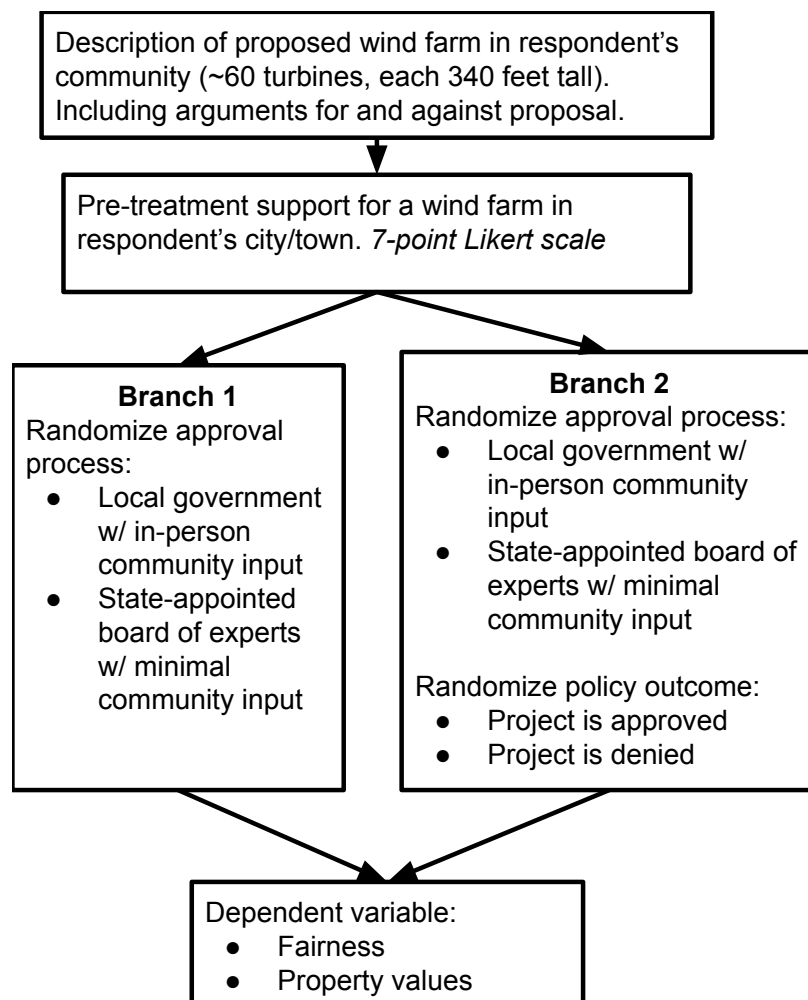 Description of proposed wind farm in respondent's
community (~60 turbines, each 340 feet tall).
Including arguments for and against proposal.
Pre-treatment support for a wind farm in
respondent's city/town. 7-point Likert scale
Branch 1
Randomize approval
process:
● Local government
w/ in-person
community input
● State-appointed
board of experts
w/ minimal
community input
Branch 2
Randomize approval process:
● Local government w/
in-person community
input
● State-appointed board of
experts w/ minimal
community input
Randomize policy outcome:
● Project is approved
● Project is denied
Dependent variable:
● Fairness
● Property values